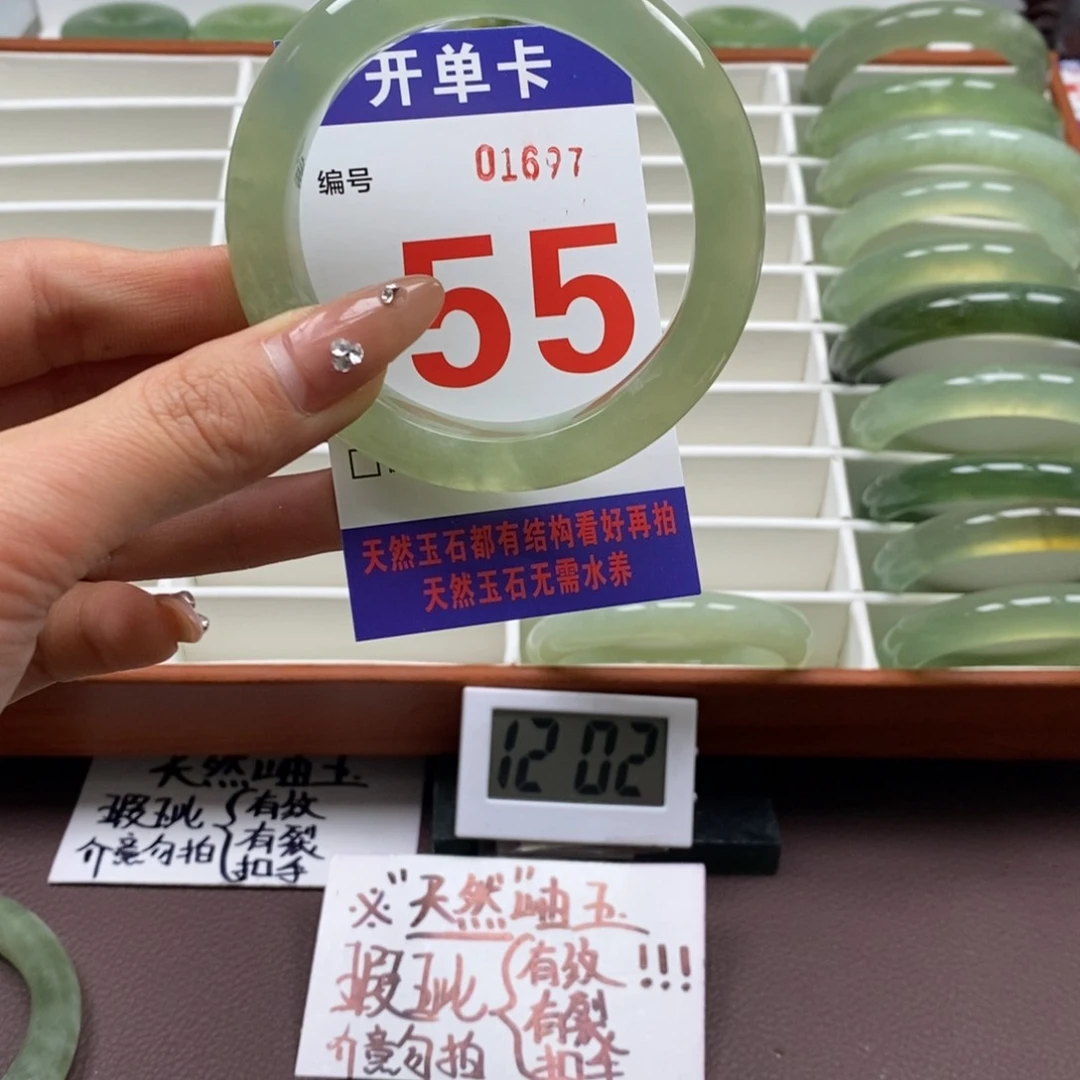 开单卡
编号 01697
55
天然玉石都有结构看好再拍
天然玉石无需水养
12 02
天然岫玉
瑕玼 有纹
有裂
介意勿拍 扣手
※"天然"岫玉
瑕玼 有纹 !!!
有裂
介意勿拍 扣手